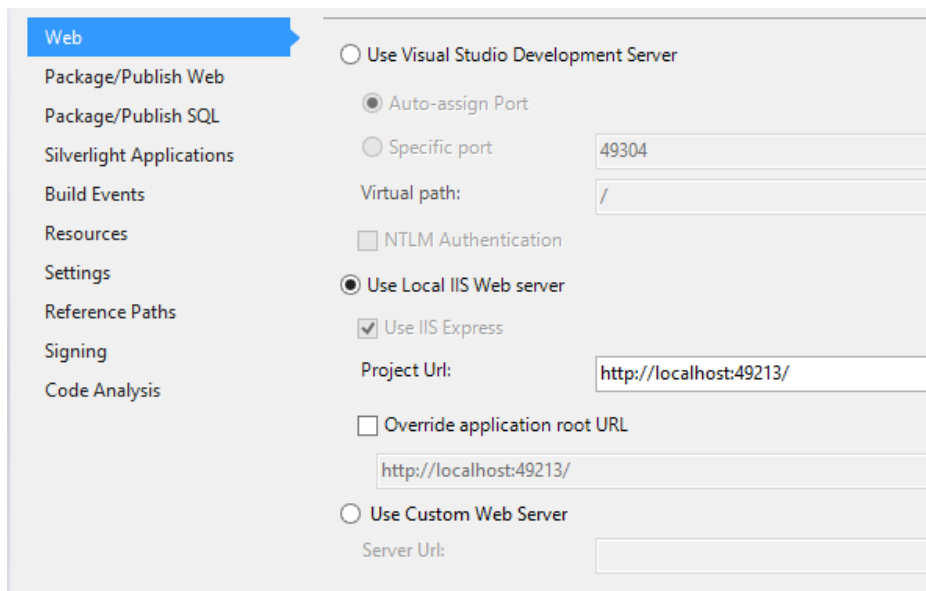 Web
Package/Publish Web
Package/Publish SQL
Silverlight Applications
Build Events
Resources
Settings
Reference Paths
Signing
Code Analysis
Use Visual Studio Development Server
Auto-assign Port
Specific port 49304
Virtual path: /
NTLM Authentication
Use Local IIS Web server
Use IIS Express
Project Url: http://localhost:49213/
Override application root URL
http://localhost:49213/
Use Custom Web Server
Server Url: